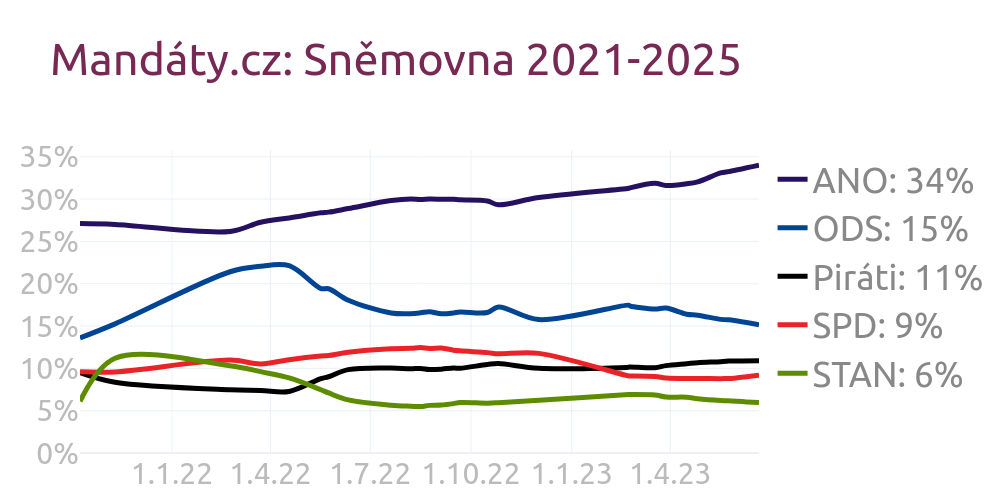 Mandáty.cz: Sněmovna 2021-2025
35%
30%
25%
20%
15%
10%
5%
0%
1.1.22 1.4.22 1.7.22 1.10.22 1.1.23 1.4.23
ANO: 34%
ODS: 15%
Piráti: 11%
SPD: 9%
STAN: 6%